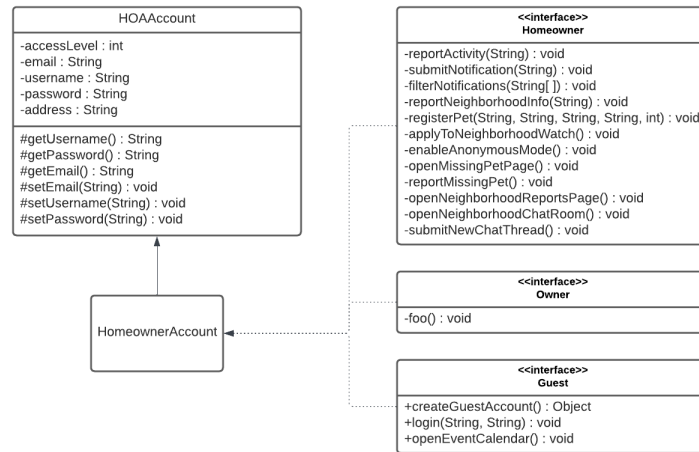 HOAAccount
-accessLevel : int
-email : String
-username : String
-password : String
-address : String
#getUsername() : String
#getPassword() : String
#getEmail() : String
#setEmail(String) : void
#setUsername(String) : void
#setPassword(String) : void
HomeownerAccount
<<interface>>
Homeowner
-reportActivity(String) : void
-submitNotification(String) : void
-filterNotifications(String[ ]) : void
-reportNeighborhoodInfo(String) : void
-registerPet(String, String, String, String, int) : void
-applyToNeighborhoodWatch() : void
-enableAnonymousMode() : void
-openMissingPetPage() : void
-reportMissingPet() : void
-openNeighborhoodReportsPage() : void
-openNeighborhoodChatRoom() : void
-submitNewChatThread() : void
<<interface>>
Owner
-foo() : void
<<interface>>
Guest
+createGuestAccount() : Object
+login(String, String) : void
+openEventCalendar() : void